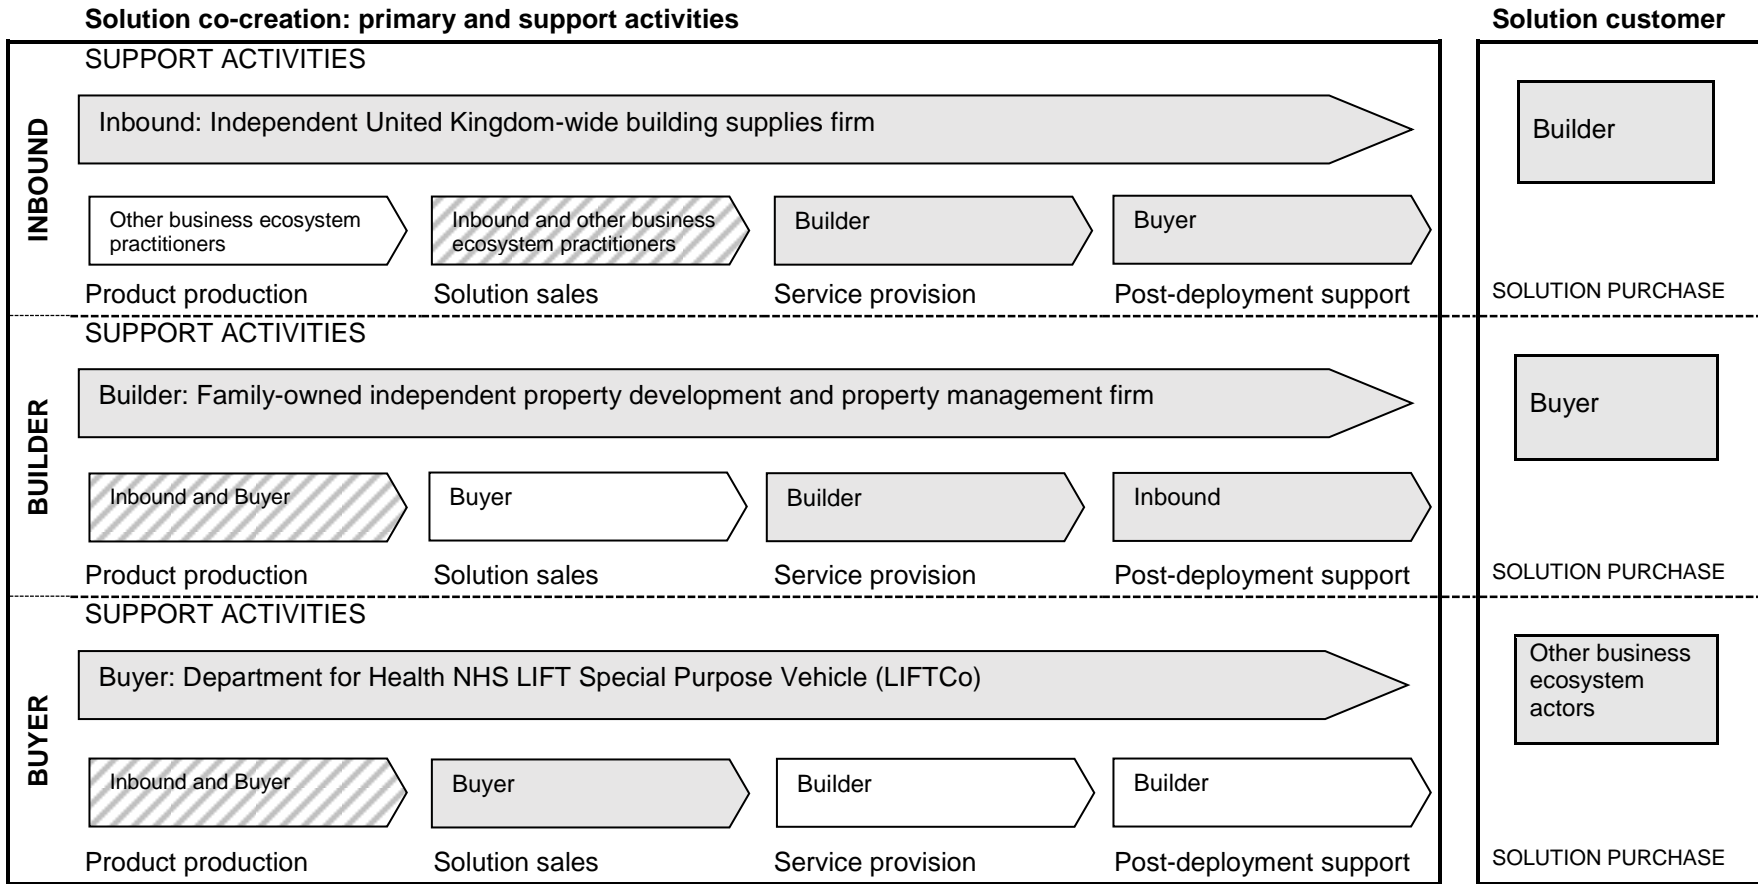 Solution co-creation: primary and support activities
Solution customer
INBOUND
SUPPORT ACTIVITIES
Inbound: Independent United Kingdom-wide building supplies firm
Builder
Other business ecosystem
practitioners
Inbound and other business
ecosystem practitioners
Builder
Buyer
Product production
Solution sales
Service provision
Post-deployment support
SOLUTION PURCHASE
BUILDER
SUPPORT ACTIVITIES
Builder: Family-owned independent property development and property management firm
Buyer
Inbound and Buyer
Buyer
Builder
Inbound
Product production
Solution sales
Service provision
Post-deployment support
SOLUTION PURCHASE
BUYER
SUPPORT ACTIVITIES
Buyer: Department for Health NHS LIFT Special Purpose Vehicle (LIFTCo)
Other business
ecosystem
actors
Inbound and Buyer
Buyer
Builder
Builder
Product production
Solution sales
Service provision
Post-deployment support
SOLUTION PURCHASE